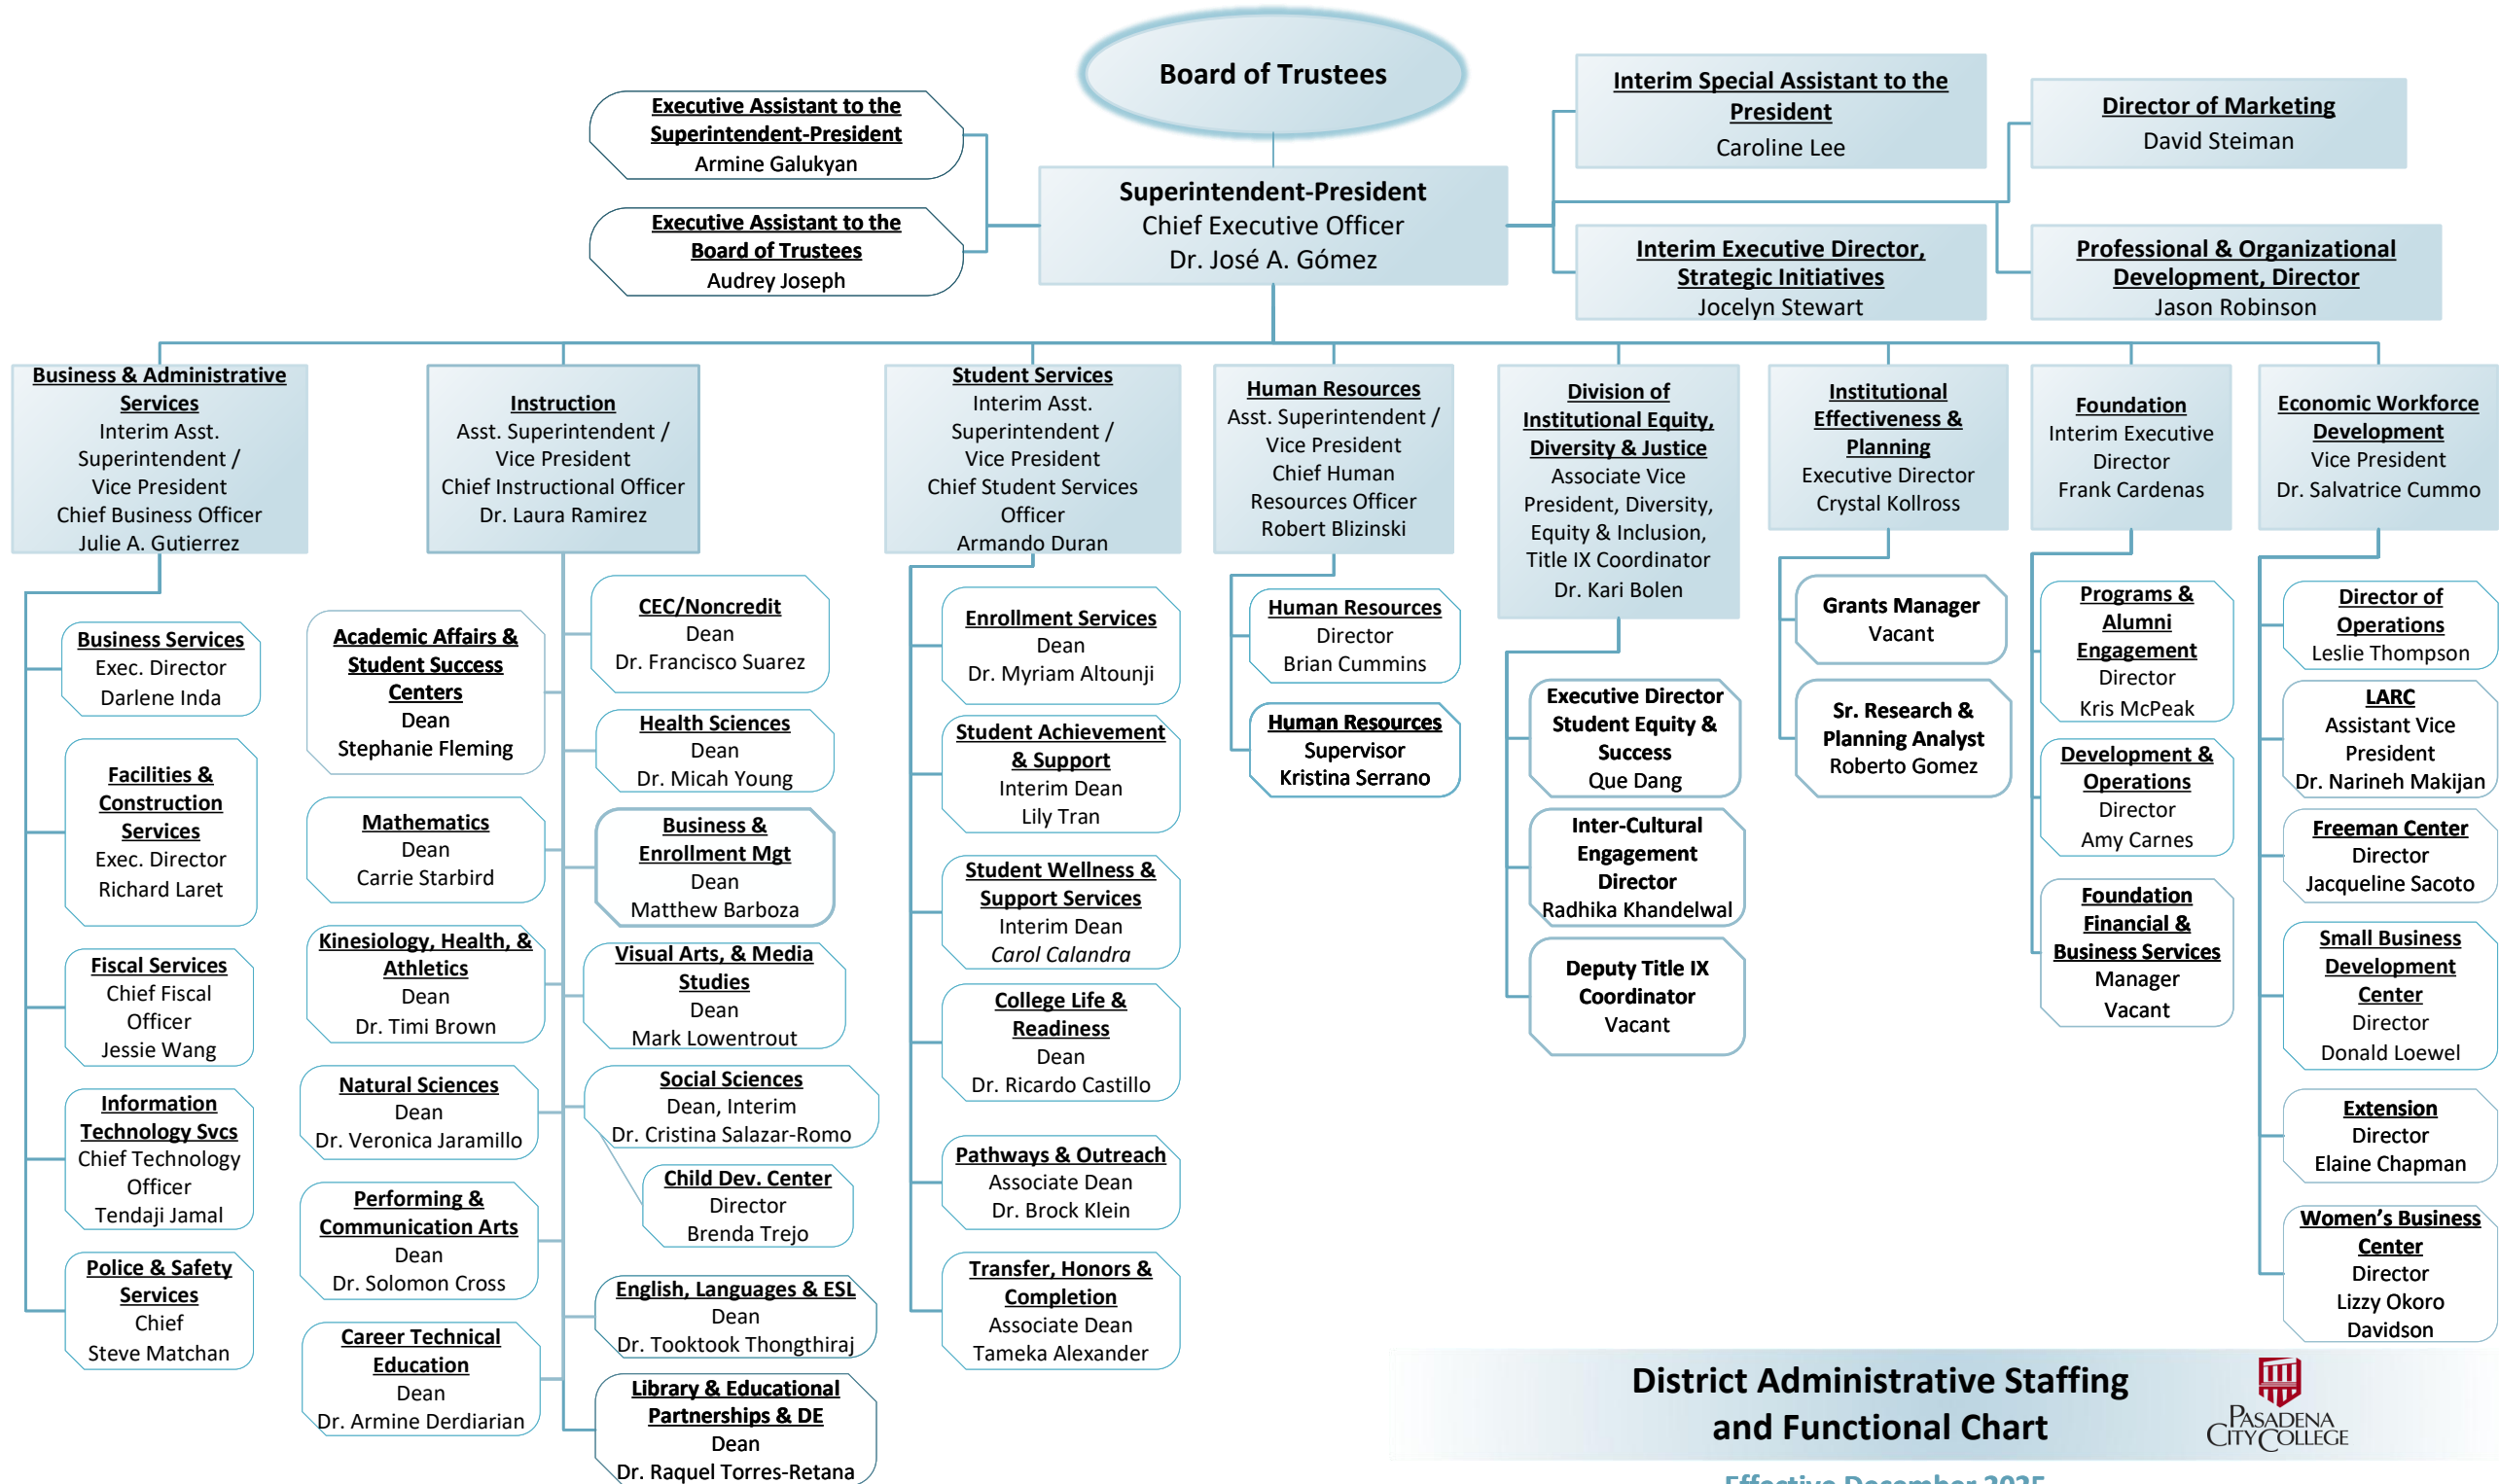 Board of Trustees
Executive Assistant to the
Superintendent-President
Armine Galukyan
Executive Assistant to the
Board of Trustees
Audrey Joseph
Superintendent-President
Chief Executive Officer
Dr. José A. Gómez
Interim Special Assistant to the
President
Caroline Lee
Director of Marketing
David Steiman
Interim Executive Director,
Strategic Initiatives
Jocelyn Stewart
Professional & Organizational
Development, Director
Jason Robinson
Business & Administrative
Services
Interim Asst.
Superintendent /
Vice President
Chief Business Officer
Julie A. Gutierrez
Business Services
Exec. Director
Darlene Inda
Facilities &
Construction
Services
Exec. Director
Richard Laret
Fiscal Services
Chief Fiscal
Officer
Jessie Wang
Information
Technology Svcs
Chief Technology
Officer
Tendaji Jamal
Police & Safety
Services
Chief
Steve Matchan
Instruction
Asst. Superintendent /
Vice President
Chief Instructional Officer
Dr. Laura Ramirez
Academic Affairs &
Student Success
Centers
Dean
Stephanie Fleming
Mathematics
Dean
Carrie Starbird
Kinesiology, Health, &
Athletics
Dean
Dr. Timi Brown
Natural Sciences
Dean
Dr. Veronica Jaramillo
Performing &
Communication Arts
Dean
Dr. Solomon Cross
Career Technical
Education
Dean
Dr. Armine Derdiarian
CEC/Noncredit
Dean
Dr. Francisco Suarez
Health Sciences
Dean
Dr. Micah Young
Business &
Enrollment Mgt
Dean
Matthew Barboza
Visual Arts, & Media
Studies
Dean
Mark Lowentrout
Social Sciences
Dean, Interim
Dr. Cristina Salazar-Romo
Child Dev. Center
Director
Brenda Trejo
English, Languages & ESL
Dean
Dr. Tooktook Thongthiraj
Library & Educational
Partnerships & DE
Dean
Dr. Raquel Torres-Retana
Student Services
Interim Asst.
Superintendent /
Vice President
Chief Student Services
Officer
Armando Duran
Enrollment Services
Dean
Dr. Myriam Altounji
Student Achievement
& Support
Interim Dean
Lily Tran
Student Wellness &
Support Services
Interim Dean
Carol Calandra
College Life &
Readiness
Dean
Dr. Ricardo Castillo
Pathways & Outreach
Associate Dean
Dr. Brock Klein
Transfer, Honors &
Completion
Associate Dean
Tameka Alexander
Human Resources
Asst. Superintendent /
Vice President
Chief Human
Resources Officer
Robert Blizinski
Human Resources
Director
Brian Cummins
Human Resources
Supervisor
Kristina Serrano
Division of
Institutional Equity,
Diversity & Justice
Associate Vice
President, Diversity,
Equity & Inclusion,
Title IX Coordinator
Dr. Kari Bolen
Executive Director
Student Equity &
Success
Que Dang
Inter-Cultural
Engagement
Director
Radhika Khandelwal
Deputy Title IX
Coordinator
Vacant
Institutional
Effectiveness &
Planning
Executive Director
Crystal Kollross
Grants Manager
Vacant
Sr. Research &
Planning Analyst
Roberto Gomez
Foundation
Interim Executive
Director
Frank Cardenas
Programs &
Alumni
Engagement
Director
Kris McPeak
Development &
Operations
Director
Amy Carnes
Foundation
Financial &
Business Services
Manager
Vacant
Economic Workforce
Development
Vice President
Dr. Salvatrice Cummo
Director of
Operations
Leslie Thompson
LARC
Assistant Vice
President
Dr. Narineh Makijan
Freeman Center
Director
Jacqueline Sacoto
Small Business
Development
Center
Director
Donald Loewel
Extension
Director
Elaine Chapman
Women's Business
Center
Director
Lizzy Okoro
Davidson
District Administrative Staffing
and Functional Chart
PASADENA
CITY COLLEGE
Effective December 2025